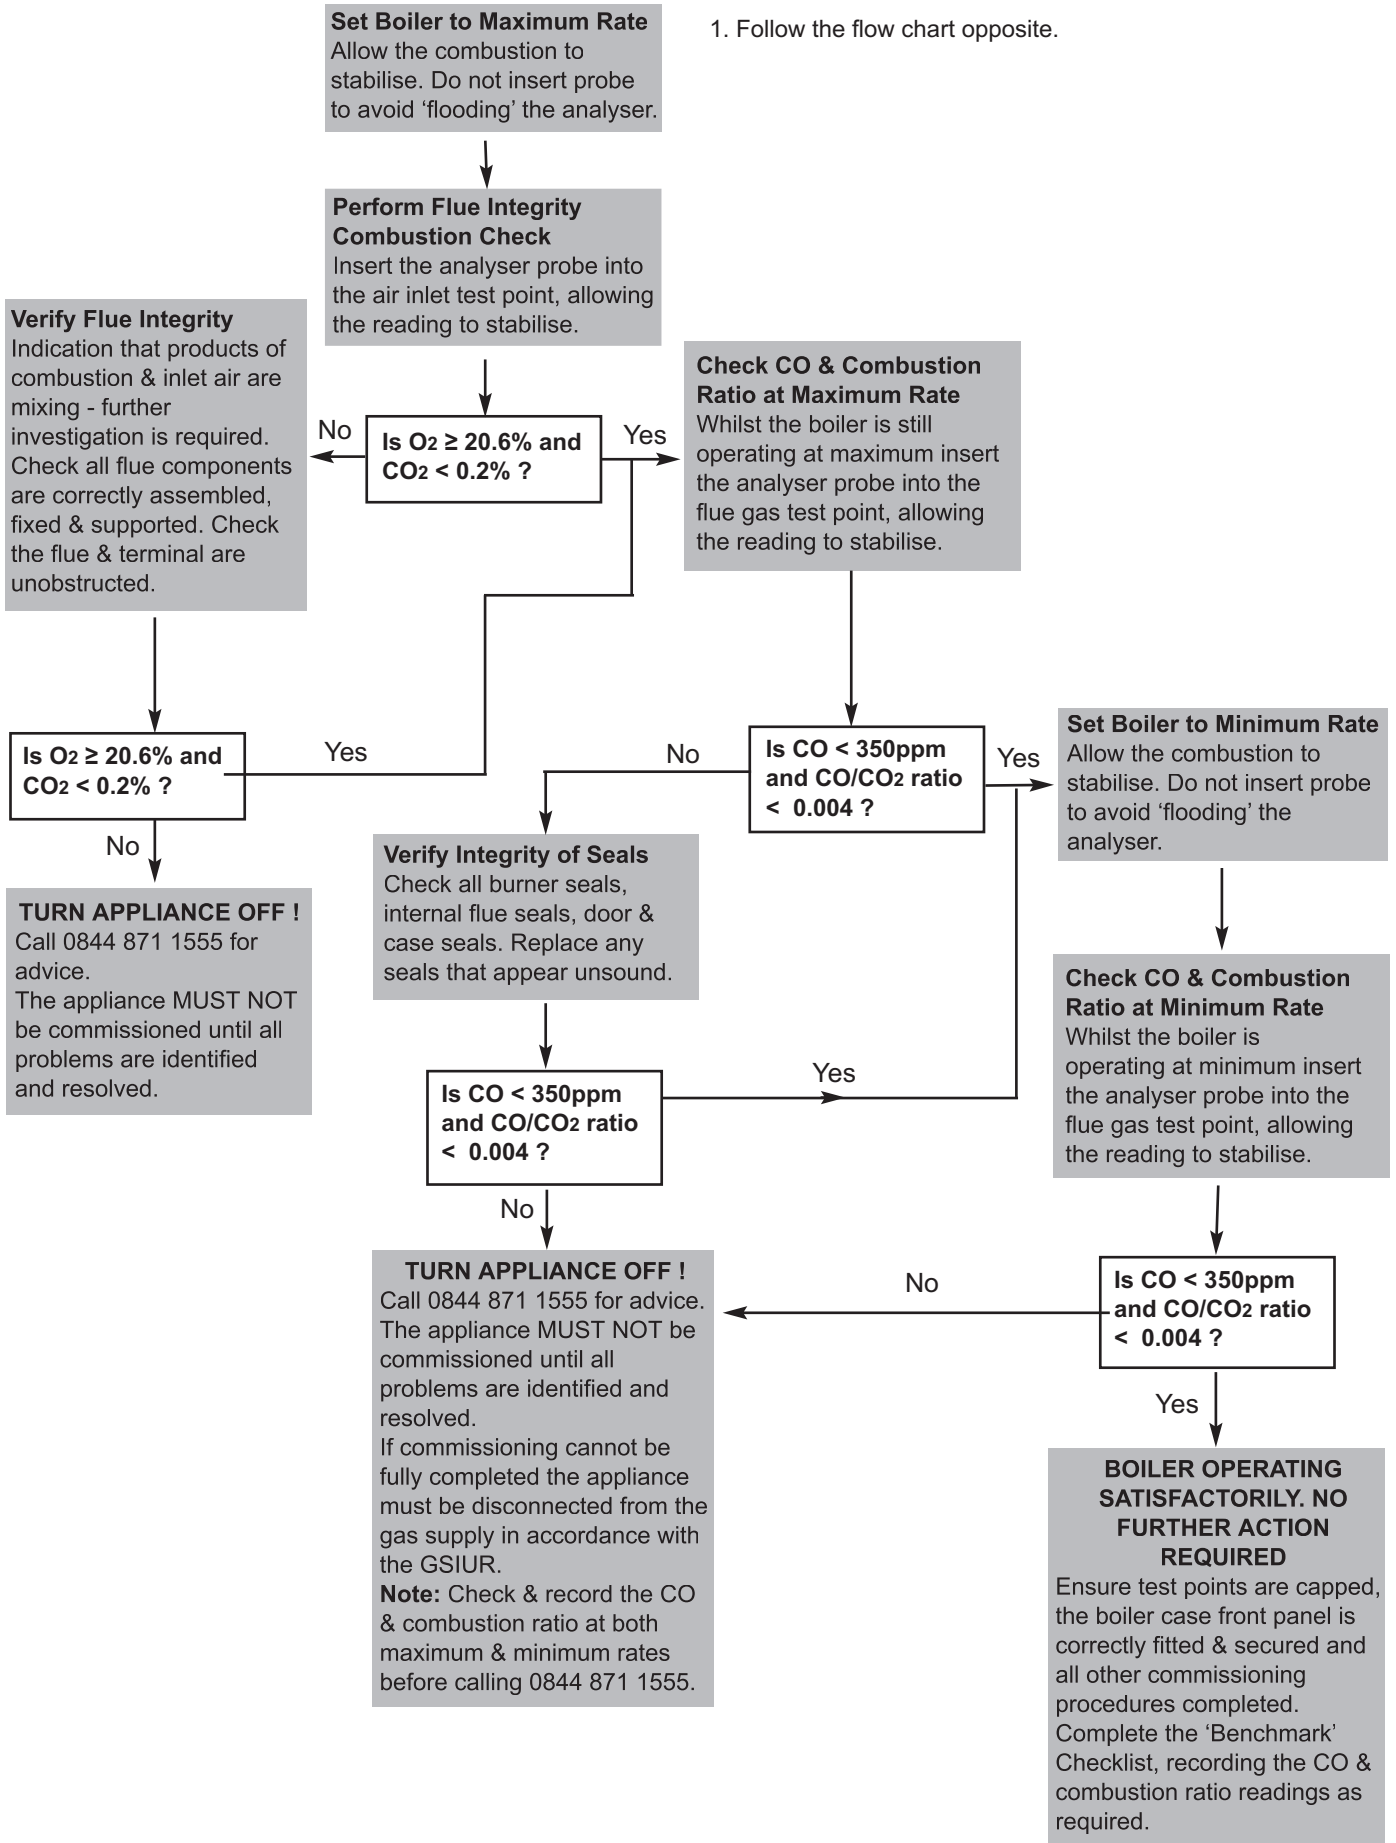 Set Boiler to Maximum Rate
Allow the combustion to
stabilise. Do not insert probe
to avoid ‘flooding’ the analyser.
1. Follow the flow chart opposite.
Perform Flue Integrity
Combustion Check
Insert the analyser probe into
the air inlet test point, allowing
the reading to stabilise.
Verify Flue Integrity
Indication that products of
combustion & inlet air are
mixing - further
investigation is required.
Check all flue components
are correctly assembled,
fixed & supported. Check
the flue & terminal are
unobstructed.
No
Is O2 ≥ 20.6% and
CO2 < 0.2% ?
Yes
Check CO & Combustion
Ratio at Maximum Rate
Whilst the boiler is still
operating at maximum insert
the analyser probe into the
flue gas test point, allowing
the reading to stabilise.
Is O2 ≥ 20.6% and
CO2 < 0.2% ?
Yes
No
TURN APPLIANCE OFF !
Call 0844 871 1555 for
advice.
The appliance MUST NOT
be commissioned until all
problems are identified
and resolved.
No
Is CO < 350ppm
and CO/CO2 ratio
< 0.004 ?
Yes
Set Boiler to Minimum Rate
Allow the combustion to
stabilise. Do not insert probe
to avoid ‘flooding’ the
analyser.
Verify Integrity of Seals
Check all burner seals,
internal flue seals, door &
case seals. Replace any
seals that appear unsound.
Is CO < 350ppm
and CO/CO2 ratio
< 0.004 ?
Yes
No
Check CO & Combustion
Ratio at Minimum Rate
Whilst the boiler is
operating at minimum insert
the analyser probe into the
flue gas test point, allowing
the reading to stabilise.
TURN APPLIANCE OFF !
Call 0844 871 1555 for advice.
The appliance MUST NOT be
commissioned until all
problems are identified and
resolved.
If commissioning cannot be
fully completed the appliance
must be disconnected from the
gas supply in accordance with
the GSIUR.
Note: Check & record the CO
& combustion ratio at both
maximum & minimum rates
before calling 0844 871 1555.
No
Is CO < 350ppm
and CO/CO2 ratio
< 0.004 ?
Yes
BOILER OPERATING
SATISFACTORILY. NO
FURTHER ACTION
REQUIRED
Ensure test points are capped,
the boiler case front panel is
correctly fitted & secured and
all other commissioning
procedures completed.
Complete the ‘Benchmark’
Checklist, recording the CO &
combustion ratio readings as
required.